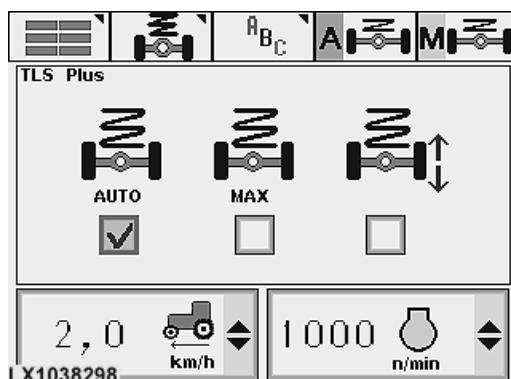 ABC A M
TLS Plus
AUTO MAX
2,0 km/h 1000 n/min
LX1038298